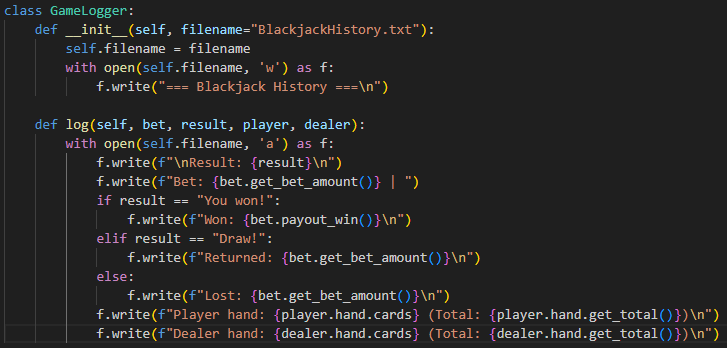 class GameLogger:
    def __init__(self, filename="BlackjackHistory.txt"):
        self.filename = filename
        with open(self.filename, 'w') as f:
            f.write("=== Blackjack History ===\n")

    def log(self, bet, result, player, dealer):
        with open(self.filename, 'a') as f:
            f.write(f"\nResult: {result}\n")
            f.write(f"Bet: {bet.get_bet_amount()} | ")
            if result == "You won!":
                f.write(f"Won: {bet.payout_win()}\n")
            elif result == "Draw!":
                f.write(f"Returned: {bet.get_bet_amount()}\n")
            else:
                f.write(f"Lost: {bet.get_bet_amount()}\n")
            f.write(f"Player hand: {player.hand.cards} (Total: {player.hand.get_total()})\n")
            f.write(f"Dealer hand: {dealer.hand.cards} (Total: {dealer.hand.get_total()})\n")